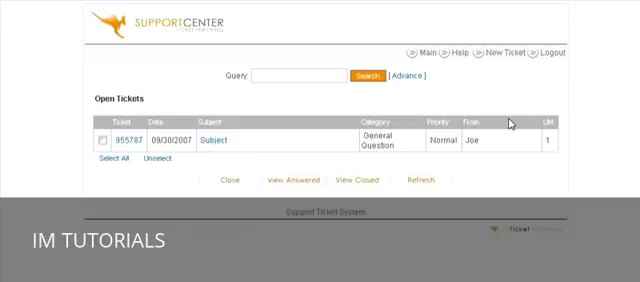 SUPPORTCENTER
TICKET TRACKING
Main Help New Ticket Logout
Query: Search [ Advance ]
Open Tickets
Ticket Date Subject Category Priority From UM
955787 09/30/2007 Subject General Question Normal Joe 1
Select All Unselect
Close View Answered View Closed Refresh
Support Ticket System
IM TUTORIALS